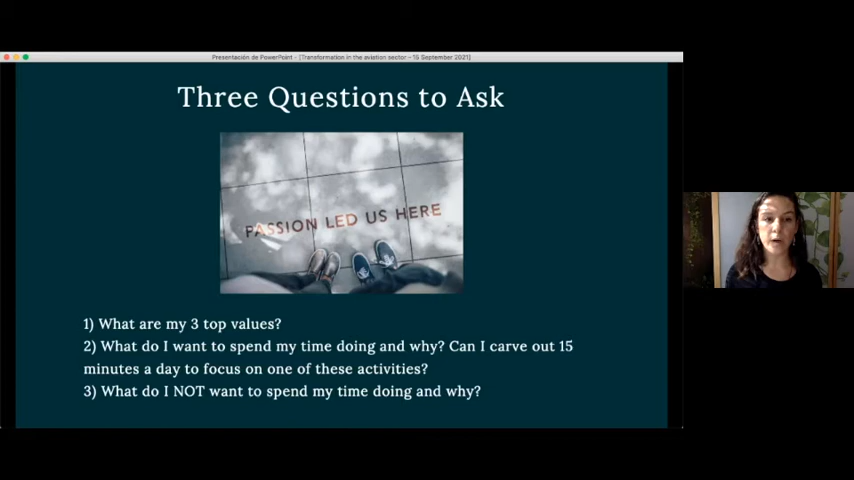 Presentación de PowerPoint - [Transformation in the aviation sector – 15 September 2021]
Three Questions to Ask
PASSION LED US HERE
1) What are my 3 top values?
2) What do I want to spend my time doing and why? Can I carve out 15
minutes a day to focus on one of these activities?
3) What do I NOT want to spend my time doing and why?